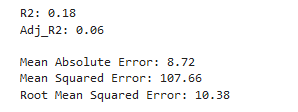 R2: 0.18
Adj_R2: 0.06
Mean Absolute Error: 8.72
Mean Squared Error: 107.66
Root Mean Squared Error: 10.38